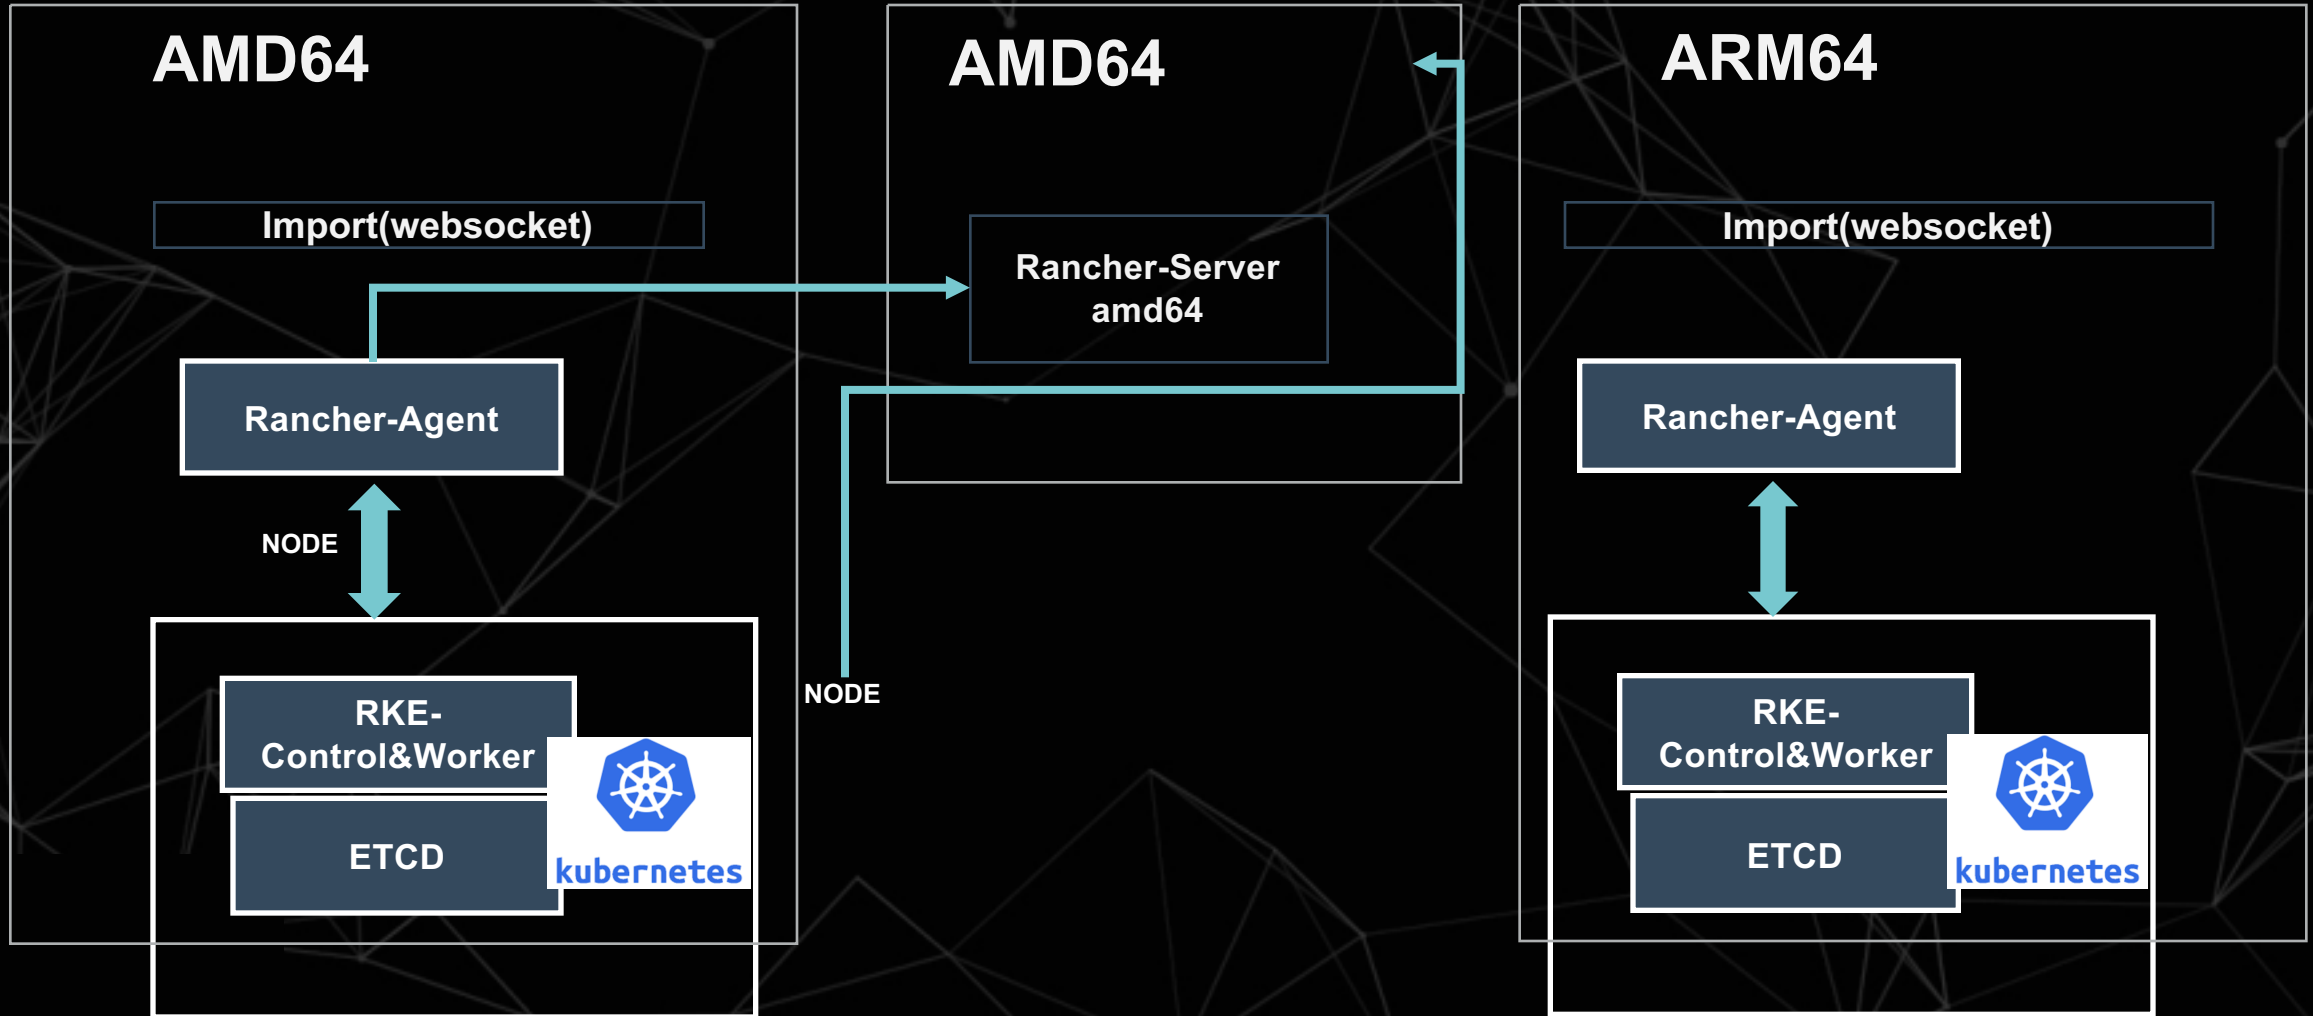 AMD64
Import(websocket)
Rancher-Agent
NODE
RKE-
Control&Worker
ETCD
kubernetes
NODE
AMD64
Rancher-Server
amd64
ARM64
Import(websocket)
Rancher-Agent
RKE-
Control&Worker
ETCD
kubernetes